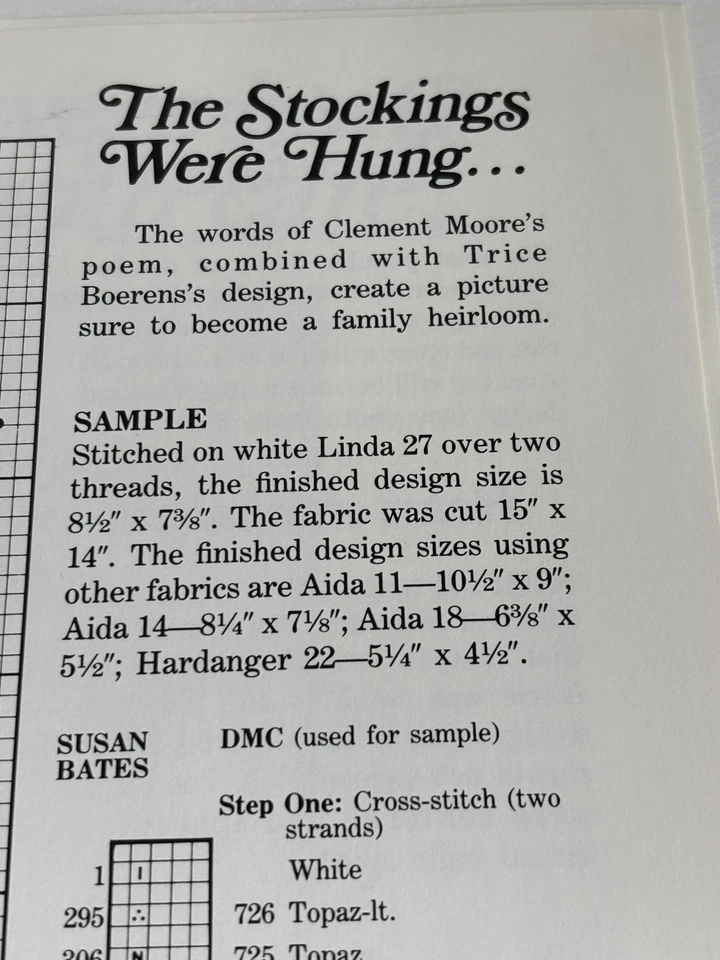 The Stockings
Were Hung...
The words of Clement Moore's
poem, combined with Trice
Boerens's design, create a picture
sure to become a family heirloom.
SAMPLE
Stitched on white Linda 27 over two
threads, the finished design size is
8½″ x 7⅜″. The fabric was cut 15″ x
14″. The finished design sizes using
other fabrics are Aida 11—10½″ x 9″;
Aida 14—8¼″ x 7⅛″; Aida 18—6⅜″ x
5½″; Hardanger 22—5¼″ x 4½″.
SUSAN BATES
DMC (used for sample)
Step One: Cross-stitch (two
strands)
1 I White
295 ∴ 726 Topaz-lt.
306 N 725 Topaz